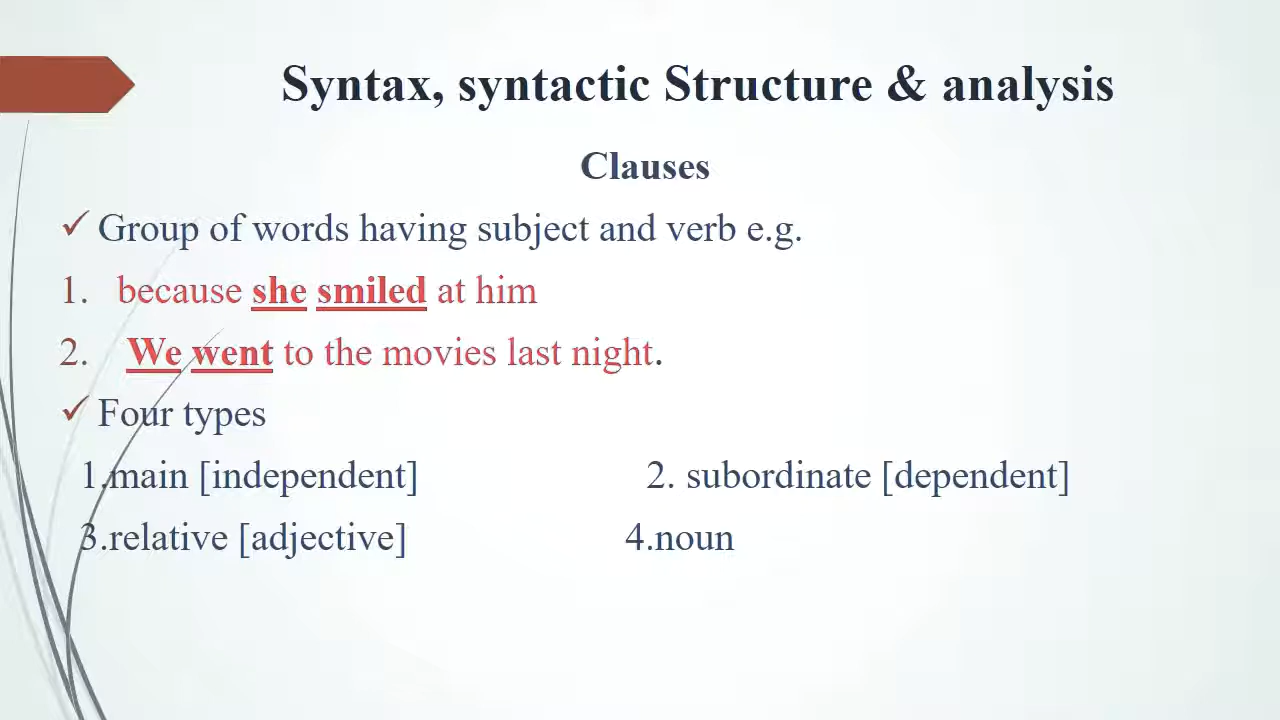 Syntax, syntactic Structure & analysis
Clauses
✓ Group of words having subject and verb e.g.
1. because she smiled at him
2. We went to the movies last night.
✓ Four types
1.main [independent] 2. subordinate [dependent]
3.relative [adjective] 4.noun